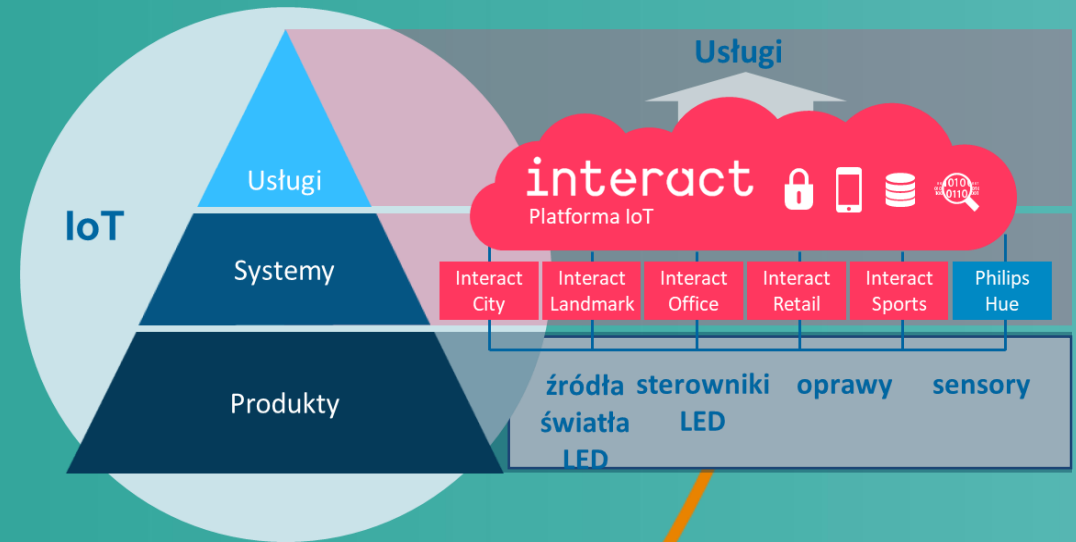 Usługi
interact
Platforma IoT
0101
0110
IoT
Usługi
Systemy
Produkty
Interact
City
Interact
Landmark
Interact
Office
Interact
Retail
Interact
Sports
Philips
Hue
źródła
światła
LED
sterowniki
LED
oprawy
sensory